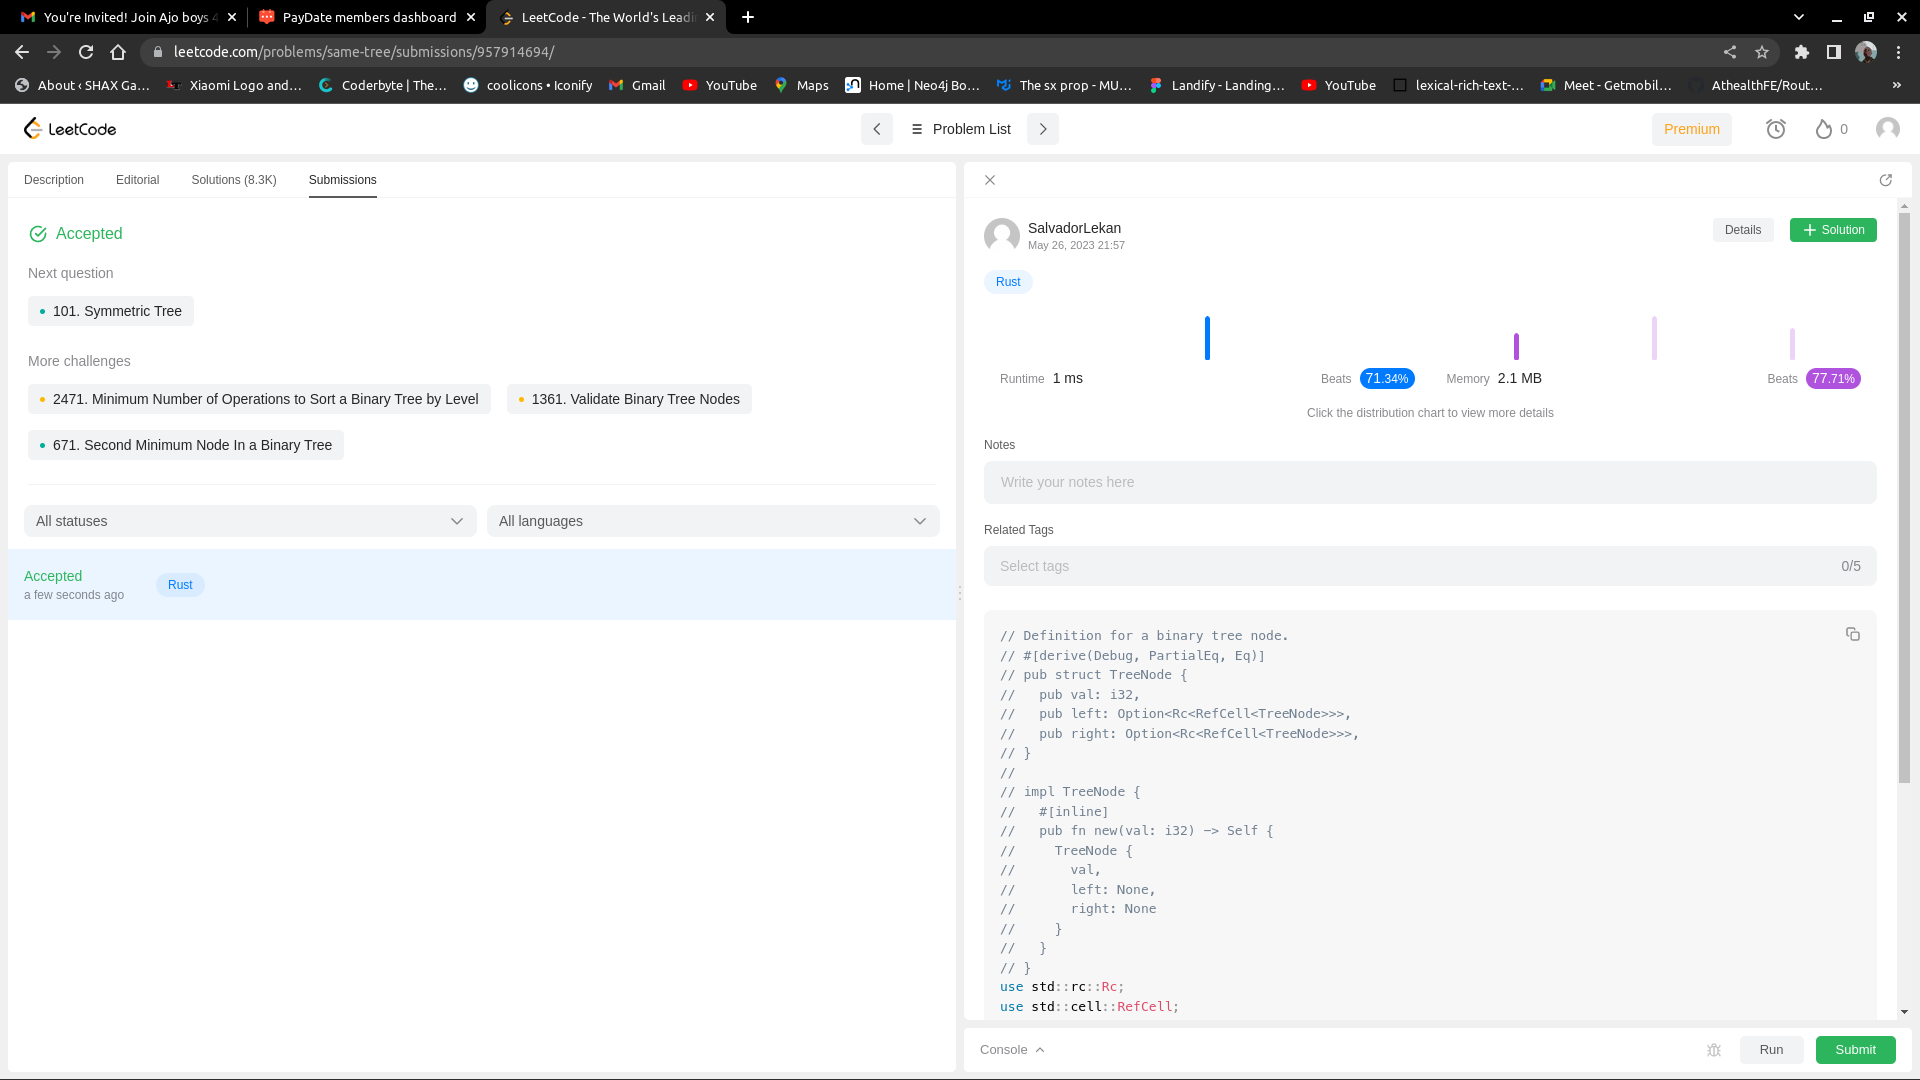 You're Invited! Join Ajo boys 4
PayDate members dashboard
LeetCode - The World's Leadi
leetcode.com/problems/same-tree/submissions/957914694/
About ‹ SHAX Ga…
Xiaomi Logo and…
Coderbyte | The…
coolicons • Iconify
Gmail
YouTube
Maps
Home | Neo4j Bo…
The sx prop - MU…
Landify - Landing…
YouTube
lexical-rich-text-…
Meet - Getmobil…
AthealthFE/Rout…
»
LeetCode
Problem List
Premium
0
Description
Editorial
Solutions (8.3K)
Submissions
Accepted
Next question
101. Symmetric Tree
More challenges
2471. Minimum Number of Operations to Sort a Binary Tree by Level
1361. Validate Binary Tree Nodes
671. Second Minimum Node In a Binary Tree
All statuses
All languages
Accepted
a few seconds ago
Rust
SalvadorLekan
May 26, 2023 21:57
Details
Solution
Rust
Runtime 1 ms
Beats 71.34%
Memory 2.1 MB
Beats 77.71%
Click the distribution chart to view more details
Notes
Write your notes here
Related Tags
Select tags
0/5
// Definition for a binary tree node.
// #[derive(Debug, PartialEq, Eq)]
// pub struct TreeNode {
//   pub val: i32,
//   pub left: Option<Rc<RefCell<TreeNode>>>,
//   pub right: Option<Rc<RefCell<TreeNode>>>,
// }
//
// impl TreeNode {
//   #[inline]
//   pub fn new(val: i32) -> Self {
//     TreeNode {
//       val,
//       left: None,
//       right: None
//     }
//   }
// }
use std::rc::Rc;
use std::cell::RefCell;
Console
Run
Submit